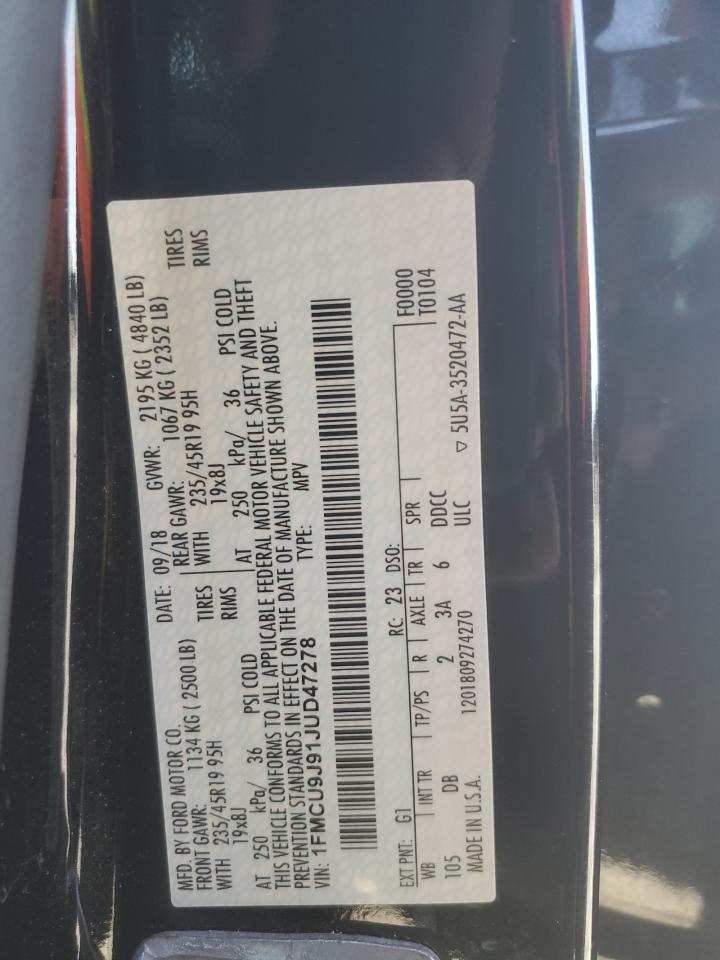 MFD. BY FORD MOTOR CO.
DATE: 09/18 GVWR: 2195 KG ( 4840 LB)
FRONT GAWR: 1134 KG ( 2500 LB) REAR GAWR: 1067 KG ( 2352 LB)
WITH 235/45R19 95H TIRES WITH 235/45R19 95H TIRES
19x8J RIMS 19x8J RIMS
AT 250 kPa/ 36 PSI COLD AT 250 kPa/ 36 PSI COLD
THIS VEHICLE CONFORMS TO ALL APPLICABLE FEDERAL MOTOR VEHICLE SAFETY AND THEFT
PREVENTION STANDARDS IN EFFECT ON THE DATE OF MANUFACTURE SHOWN ABOVE.
VIN: 1FMCU9J91JUD47278 TYPE: MPV
F0000
EXT PNT: G1 RC: 23 DSO: T0104
WB INT TR TP/PS R AXLE TR SPR
105 DB 2 3A 6 DDCC
MADE IN U.S.A. 1201809274270 ULC ▽ 5U5A-3520472-AA